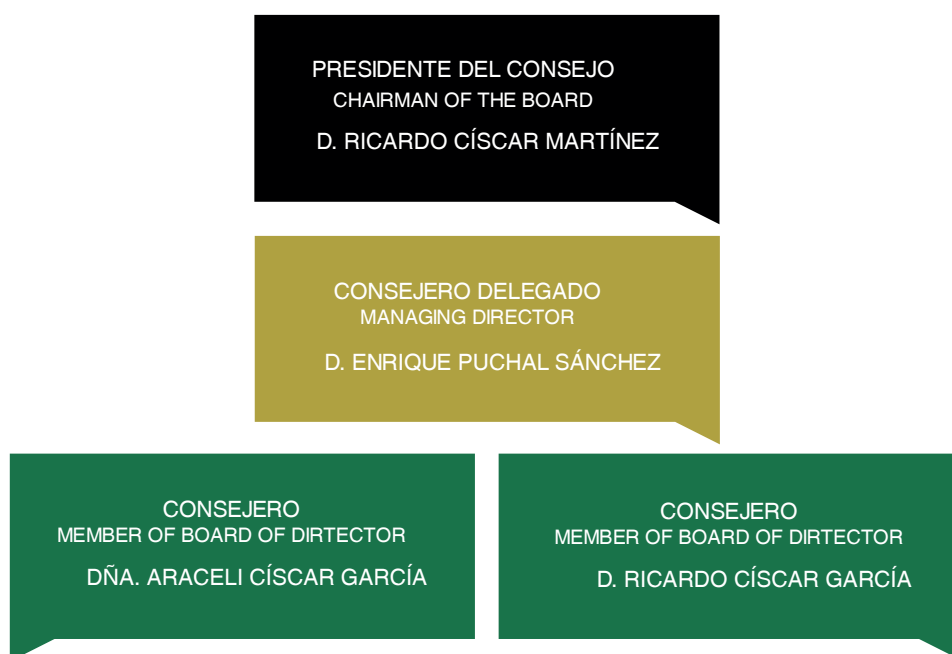 PRESIDENTE DEL CONSEJO
CHAIRMAN OF THE BOARD
D. RICARDO CÍSCAR MARTÍNEZ
CONSEJERO DELEGADO
MANAGING DIRECTOR
D. ENRIQUE PUCHAL SÁNCHEZ
CONSEJERO
MEMBER OF BOARD OF DIRTECTOR
DÑA. ARACELI CÍSCAR GARCÍA
CONSEJERO
MEMBER OF BOARD OF DIRTECTOR
D. RICARDO CÍSCAR GARCÍA